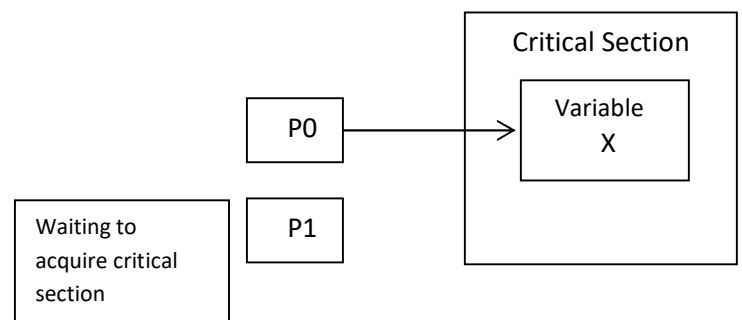 Critical Section
Variable
X
P0
P1
Waiting to
acquire critical
section